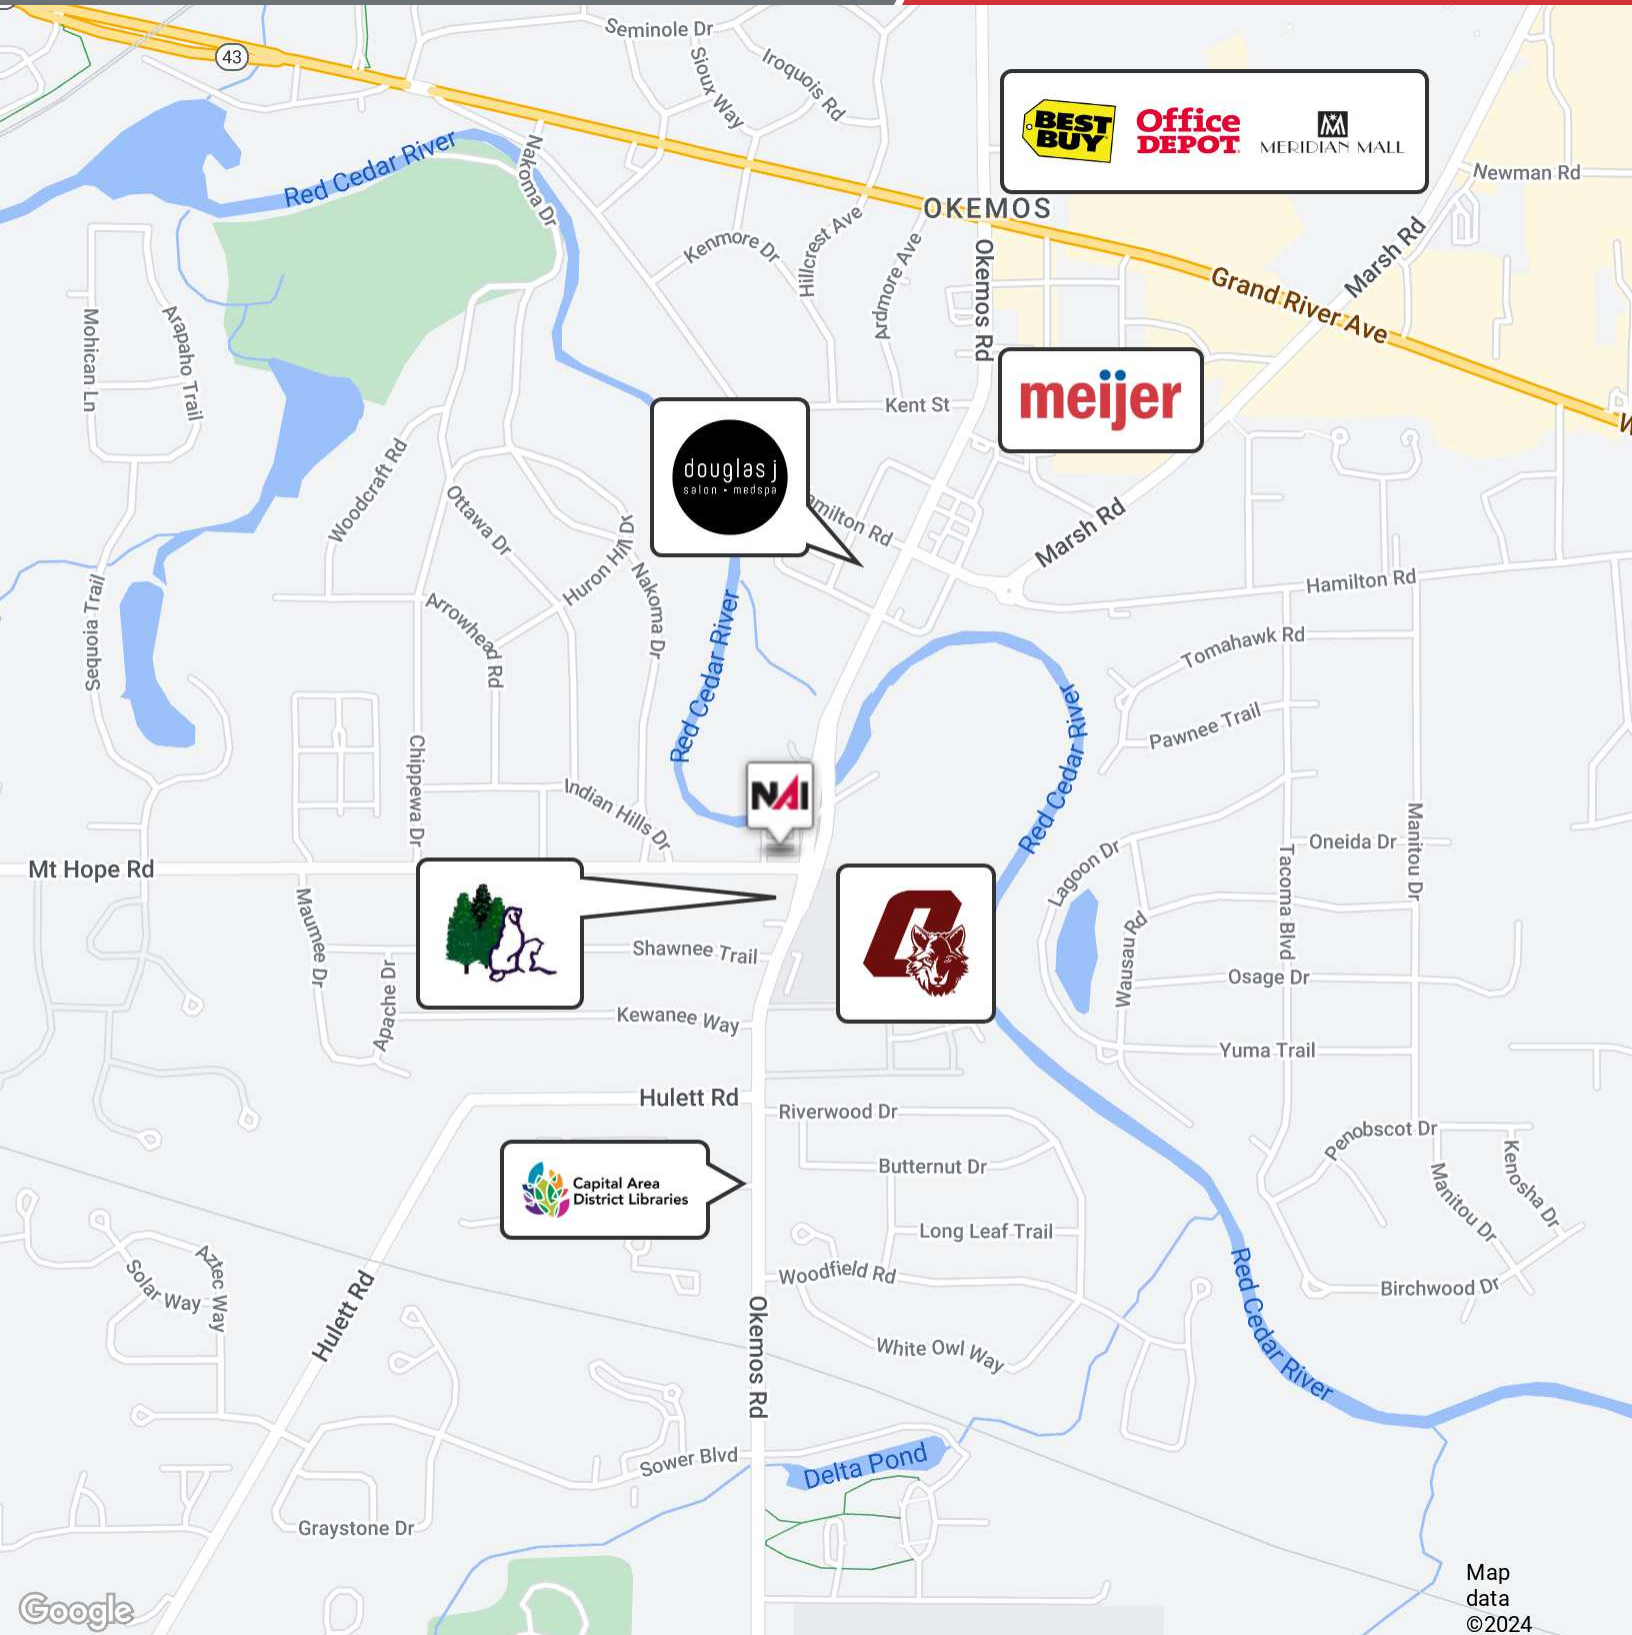 Seminole Dr
43
Sioux Way
Iroquois Rd
BEST
BUY
Office
DEPOT
MERIDIAN MALL
Newman Rd
Red Cedar River
Nakoma Dr
OKEMOS
Kenmore Dr
Hillcrest Ave
Ardmore Ave
Okemos Rd
Marsh Rd
Grand River Ave
W
Mohican Ln
Arapaho Trail
meijer
Kent St
Woodcraft Rd
douglas j
salon • medspa
Ottawa Dr
amilton Rd
Marsh Rd
Huron Hill Dr
Nakoma Dr
Hamilton Rd
Sequoia Trail
Arrowhead Rd
Red Cedar River
Tomahawk Rd
Pawnee Trail
Red Cedar River
Chippewa Dr
Indian Hills Dr
NAI
Manitou Dr
Oneida Dr
Lagoon Dr
Tacoma Blvd
Mt Hope Rd
Maumee Dr
Shawnee Trail
Wausau Rd
Osage Dr
Apache Dr
Kewanee Way
Yuma Trail
Hulett Rd
Riverwood Dr
Penobscot Dr
Kenosha Dr
Butternut Dr
Manitou Dr
Capital Area
District Libraries
Long Leaf Trail
Aztec Way
Solar Way
Hulett Rd
Woodfield Rd
Red Cedar River
Birchwood Dr
Okemos Rd
White Owl Way
Sower Blvd
Delta Pond
Graystone Dr
Google
Map
data
©2024